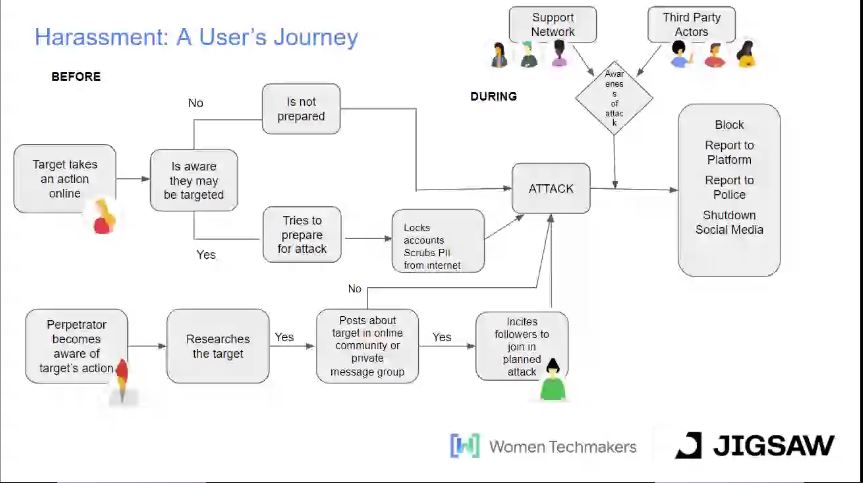 Harassment: A User's Journey
Support
Network
Third Party
Actors
BEFORE
DURING
Awar
enes
s of
attac
k
No
Is not
prepared
Block
Report to
Platform
Report to
Police
Shutdown
Social Media
Target takes
an action
online
Is aware
they may
be targeted
ATTACK
Yes
Tries to
prepare
for attack
Locks
accounts
Scrubs PII
from internet
No
Perpetrator
becomes
aware of
target's action
Researches
the target
Yes
Posts about
target in online
community or
private
message group
Yes
Incites
followers to
join in
planned
attack
Women Techmakers
JIGSAW